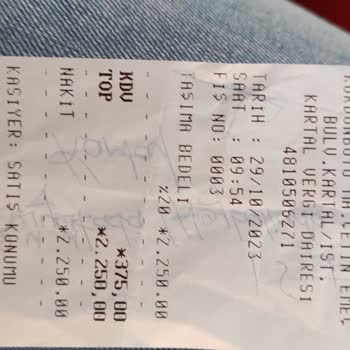 BULV.KARTAL/İST.
KARTAL VERGİ DAİRESİ
4810506271
TARİH : 29/10/2023
SAAT : 09:54
FİŞ NO: 0003
TAŞIMA BEDELİ %20 *2.250.00
KDV *375,00
TOP *2.250,00
NAKİT *2.250.00
KASİYER: SATIŞ KONUMU